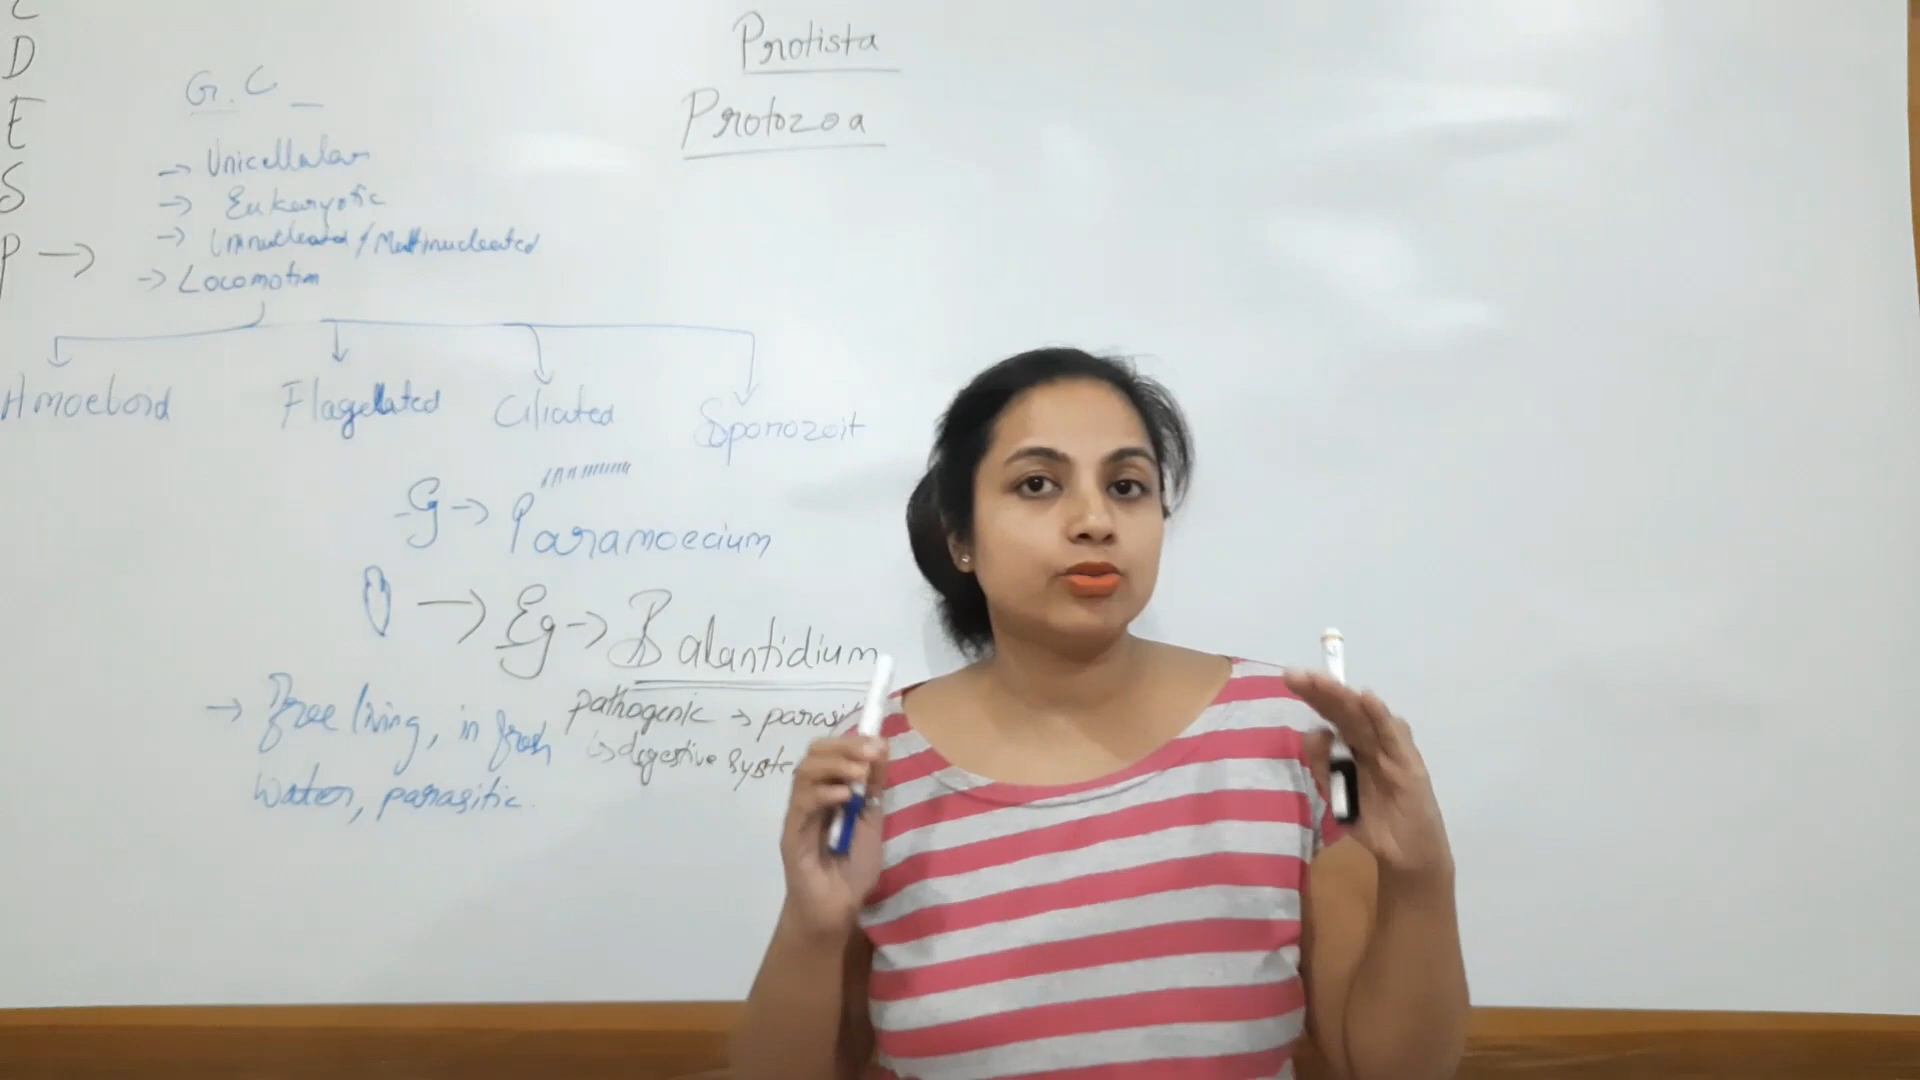 C
D
E
S
P →
Protista
Protozoa
G.C _
→ Unicellular
→ Eukaryotic
→ Uninucleated / Multinucleated
→ Locomotion
Amoeboid Flagellated Ciliated Sporozoit
Eg → Paramoecium
→ Eg → Balantidium
→ Free living, in fresh
water, parasitic.
pathogenic → parasit
↳ digestive Syste